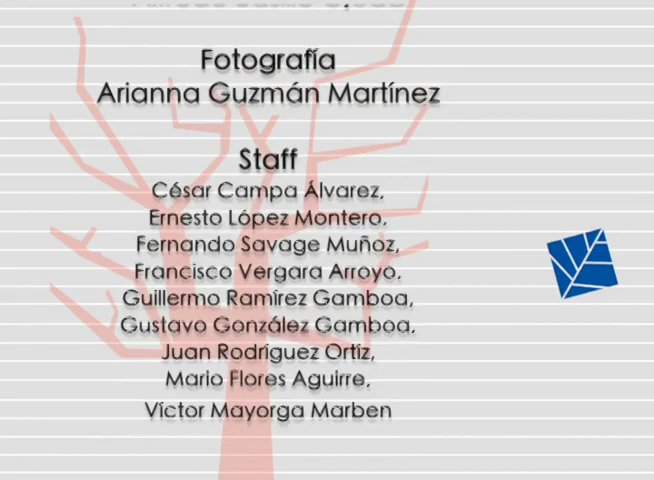 Fotografía
Arianna Guzmán Martínez
Staff
César Campa Álvarez,
Ernesto López Montero,
Fernando Savage Muñoz,
Francisco Vergara Arroyo,
Guillermo Ramírez Gamboa,
Gustavo González Gamboa,
Juan Rodríguez Ortíz,
Mario Flores Aguirre,
Víctor Mayorga Marben